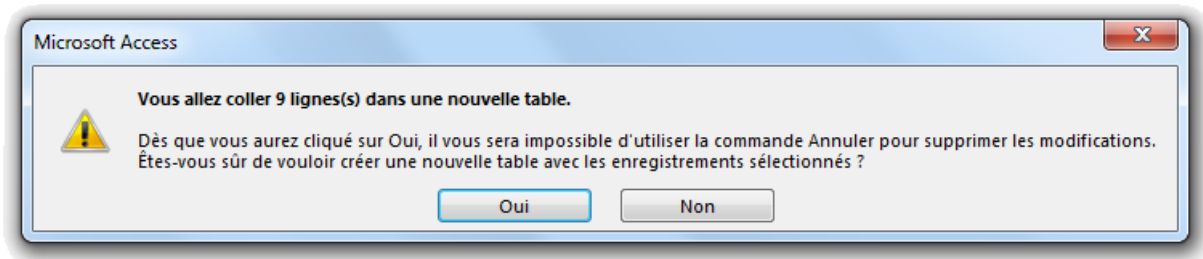 Microsoft Access
Vous allez coller 9 lignes(s) dans une nouvelle table.
Dès que vous aurez cliqué sur Oui, il vous sera impossible d'utiliser la commande Annuler pour supprimer les modifications.
Êtes-vous sûr de vouloir créer une nouvelle table avec les enregistrements sélectionnés ?
Oui Non